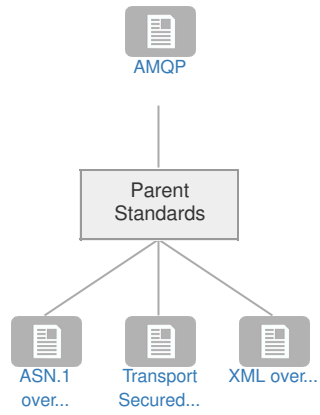 AMQP
Parent
Standards
ASN.1
over...
Transport
Secured...
XML over...